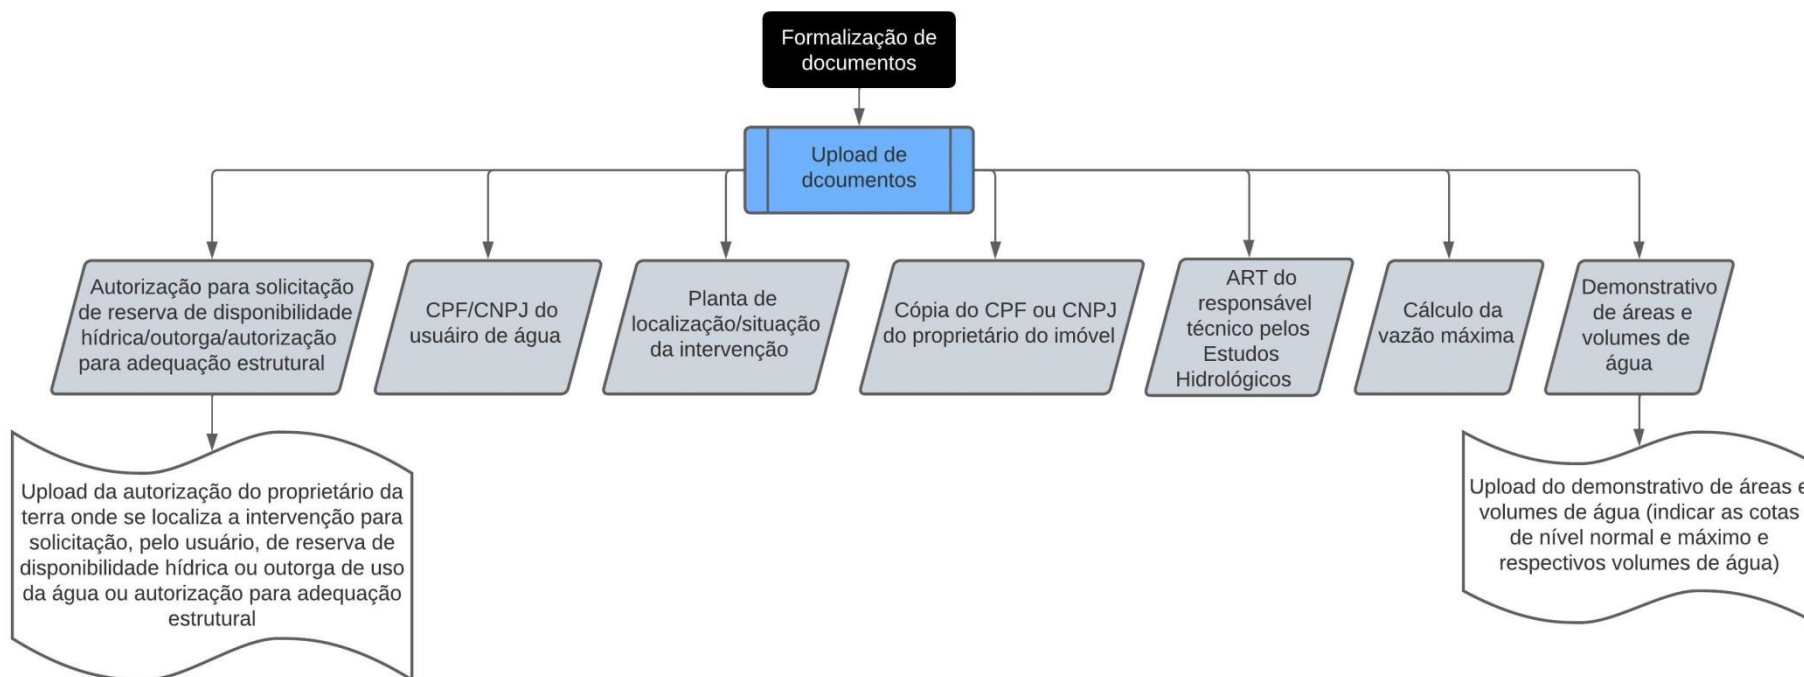 Formalização de
documentos
Upload de
dcoumentos
Autorização para solicitação
de reserva de disponibilidade
hídrica/outorga/autorização
para adequação estrutural
CPF/CNPJ do
usuáiro de água
Planta de
localização/situação
da intervenção
Cópia do CPF ou CNPJ
do proprietário do imóvel
ART do
responsável
técnico pelos
Estudos
Hidrológicos
Cálculo da
vazão máxima
Demonstrativo
de áreas e
volumes de
água
Upload da autorização do proprietário da
terra onde se localiza a intervenção para
solicitação, pelo usuário, de reserva de
disponibilidade hídrica ou outorga de uso
da água ou autorização para adequação
estrutural
Upload do demonstrativo de áreas e
volumes de água (indicar as cotas
de nível normal e máximo e
respectivos volumes de água)